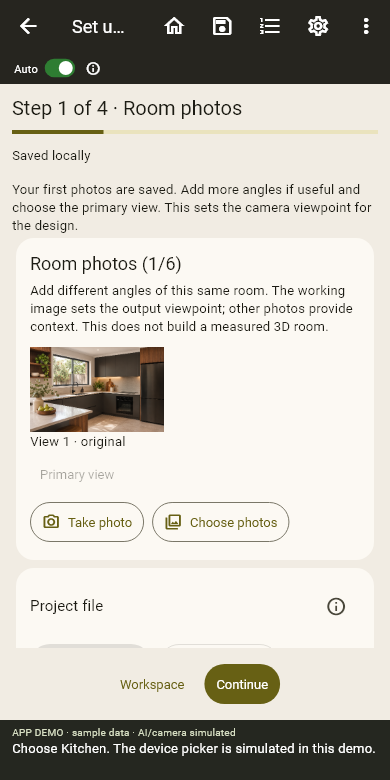 Set u...
Auto
Step 1 of 4 · Room photos
Saved locally
Your first photos are saved. Add more angles if useful and
choose the primary view. This sets the camera viewpoint for
the design.
Room photos (1/6)
Add different angles of this same room. The working
image sets the output viewpoint; other photos provide
context. This does not build a measured 3D room.
View 1 · original
Primary view
Take photo
Choose photos
Project file
Workspace
Continue
APP DEMO · sample data · AI/camera simulated
Choose Kitchen. The device picker is simulated in this demo.